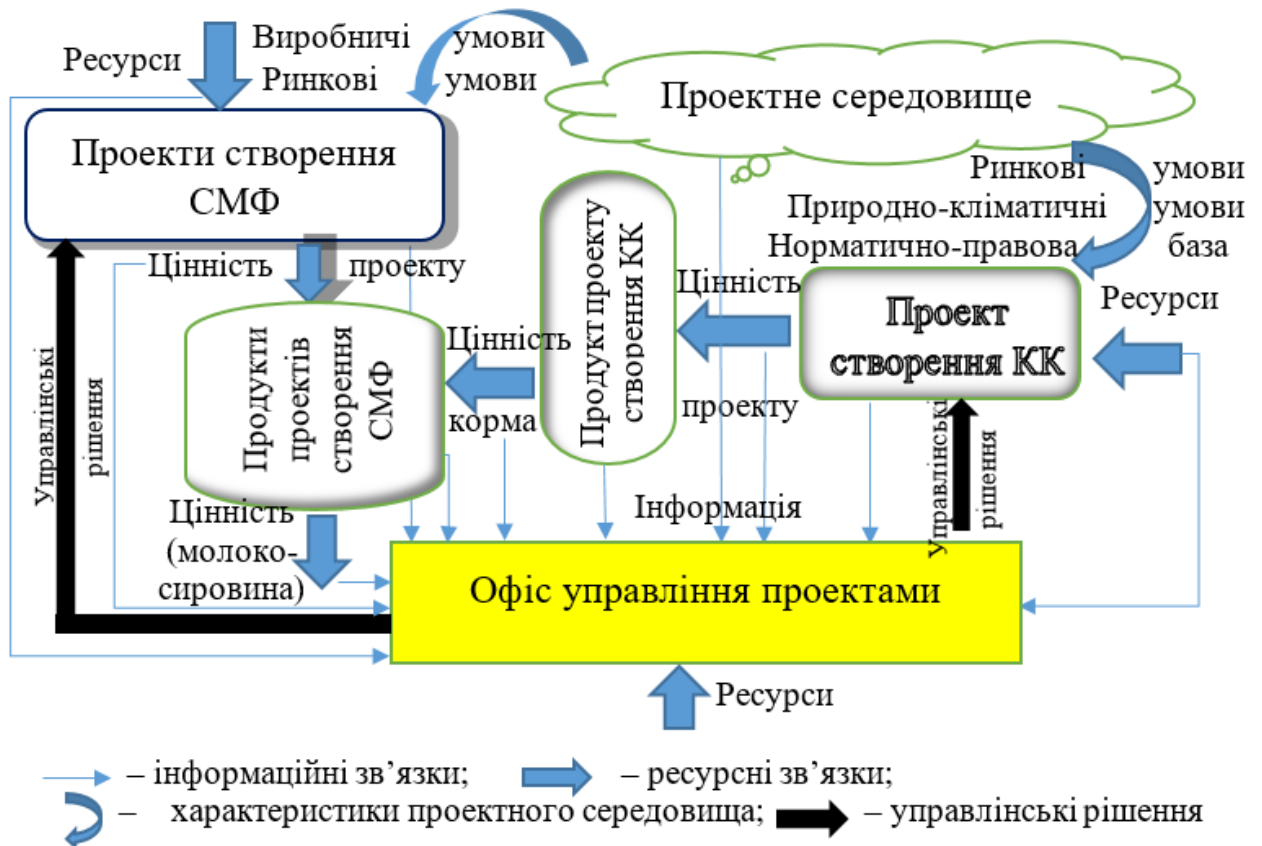 Ресурси
Виробничі умови
Ринкові умови
Проектне середовище
Проекти створення
СМФ
Ринкові умови
Природно-кліматичні умови
Норматично-правова база
Цінність проекту
Продукт проекту
створення КК
Цінність
проекту
Ресурси
Проект
створення КК
Продукти
проектів
створення
СМФ
Цінність
корма
Управлінські
рішення
Управлінські
рішення
Цінність
(молоко-
сировина)
Інформація
Офіс управління проектами
Ресурси
– інформаційні зв’язки;
– ресурсні зв’язки;
– характеристики проектного середовища;
– управлінські рішення